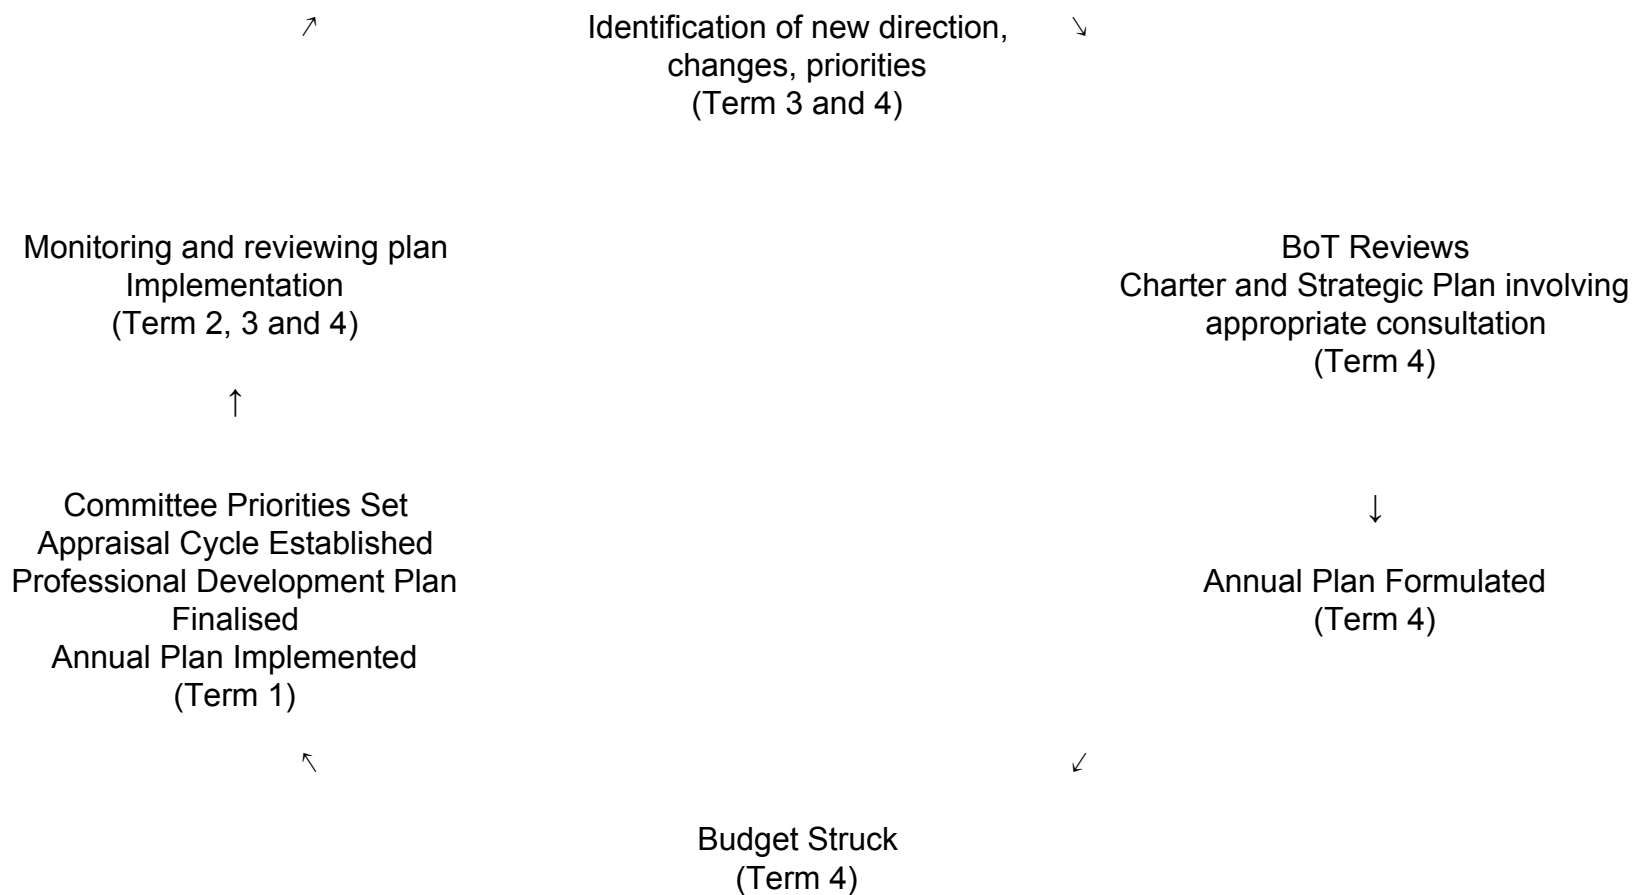 ↗
Identification of new direction,
changes, priorities
(Term 3 and 4)
↘
Monitoring and reviewing plan
Implementation
(Term 2, 3 and 4)
BoT Reviews
Charter and Strategic Plan involving
appropriate consultation
(Term 4)
↑
↓
Committee Priorities Set
Appraisal Cycle Established
Professional Development Plan
Finalised
Annual Plan Implemented
(Term 1)
Annual Plan Formulated
(Term 4)
↖
↙
Budget Struck
(Term 4)